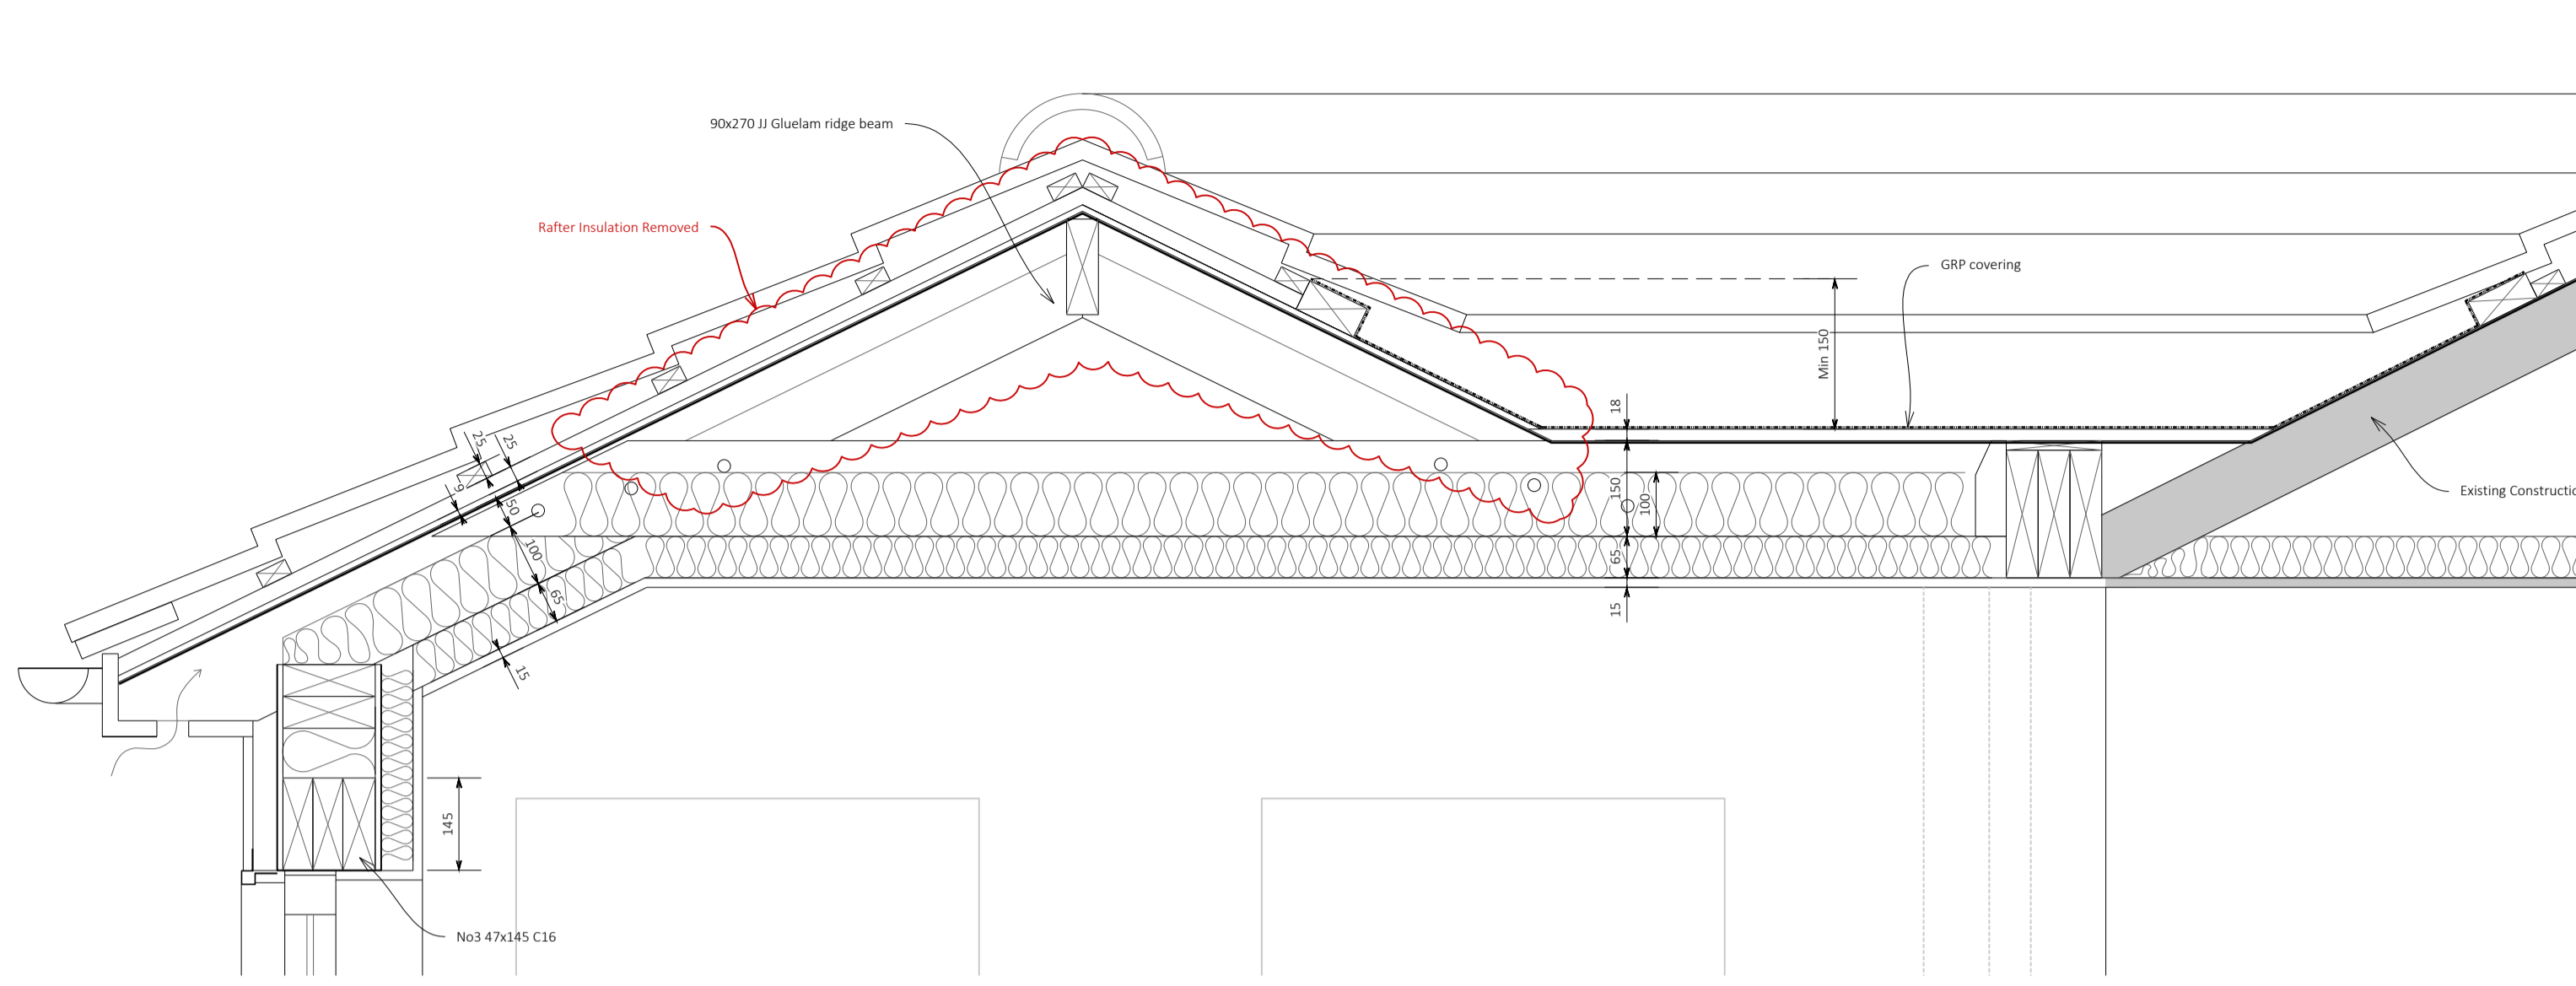 90x270 JJ Gluelam ridge beam
Rafter Insulation Removed
GRP covering
Min 150
18
25
25
9
50
150
100
Existing Constructio
100
65
65
15
15
145
No3 47x145 C16